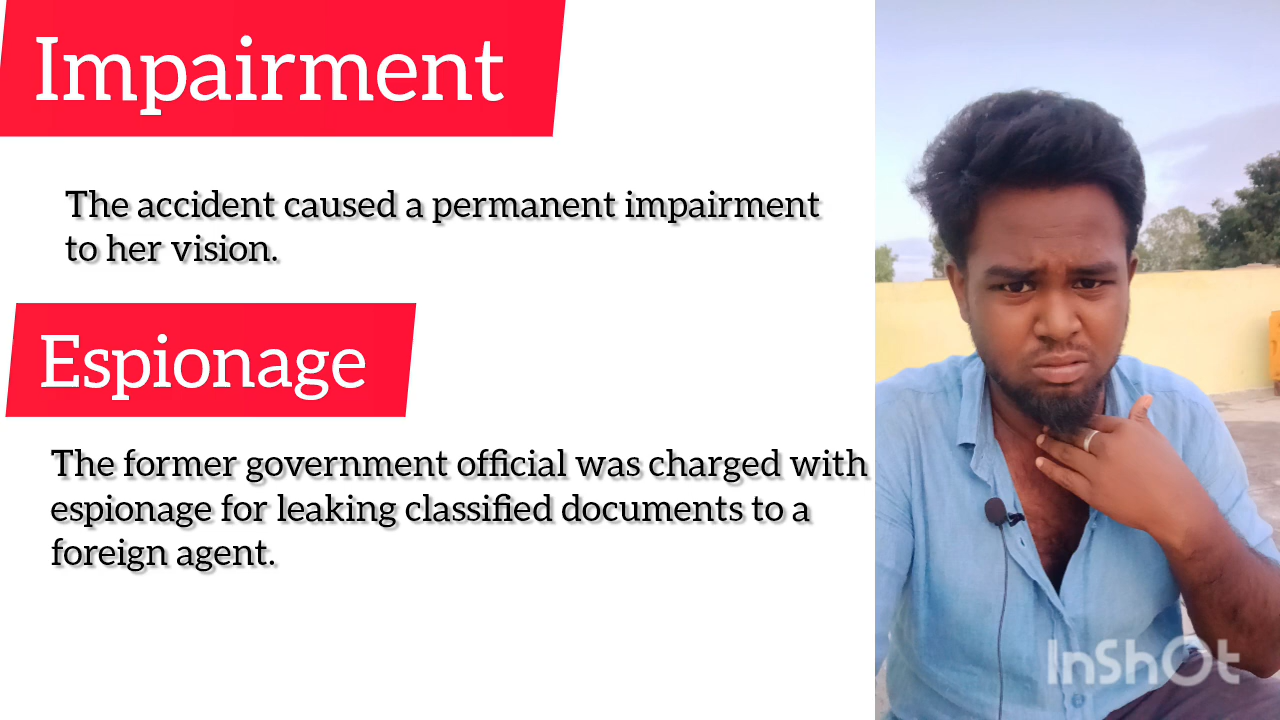 Impairment
The accident caused a permanent impairment
to her vision.
Espionage
The former government official was charged with
espionage for leaking classified documents to a
foreign agent.
InShOt